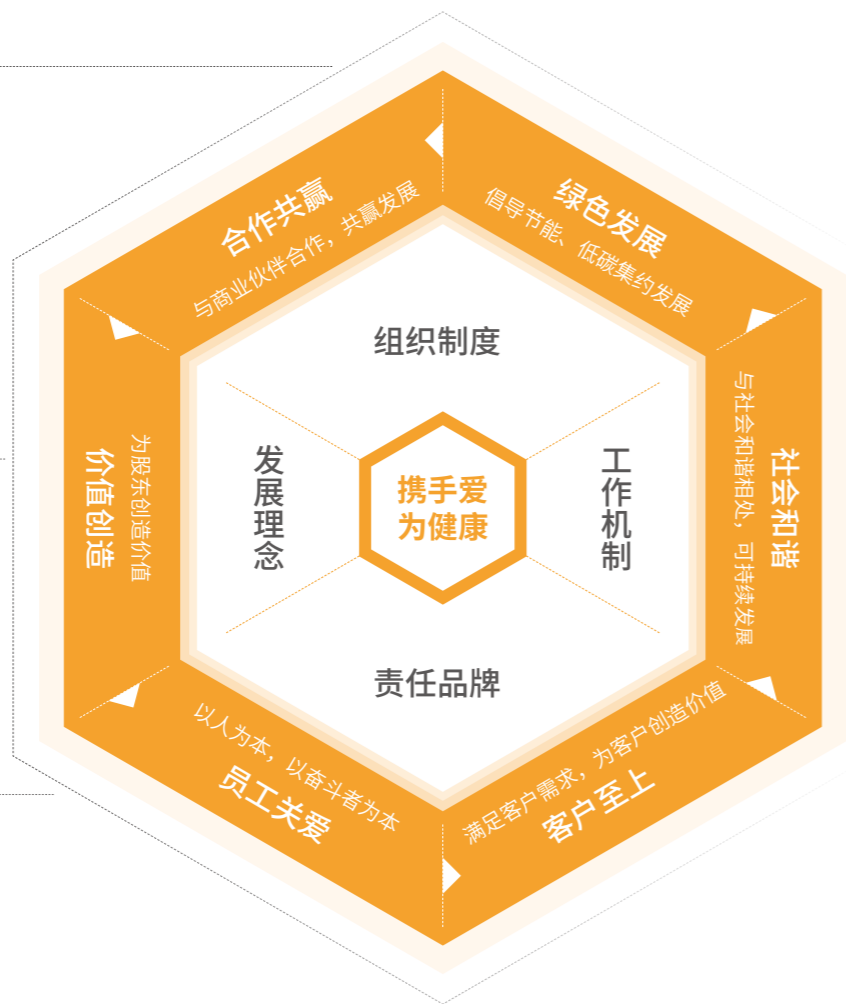 合作共赢
与商业伙伴合作，共赢发展
绿色发展
倡导节能、低碳集约发展
社会和谐
与社会和谐相处，可持续发展
客户至上
满足客户需求，为客户创造价值
员工关爱
以人为本，以奋斗者为本
价值创造
为股东创造价值
组织制度
发展理念
工作机制
责任品牌
携手爱
为健康